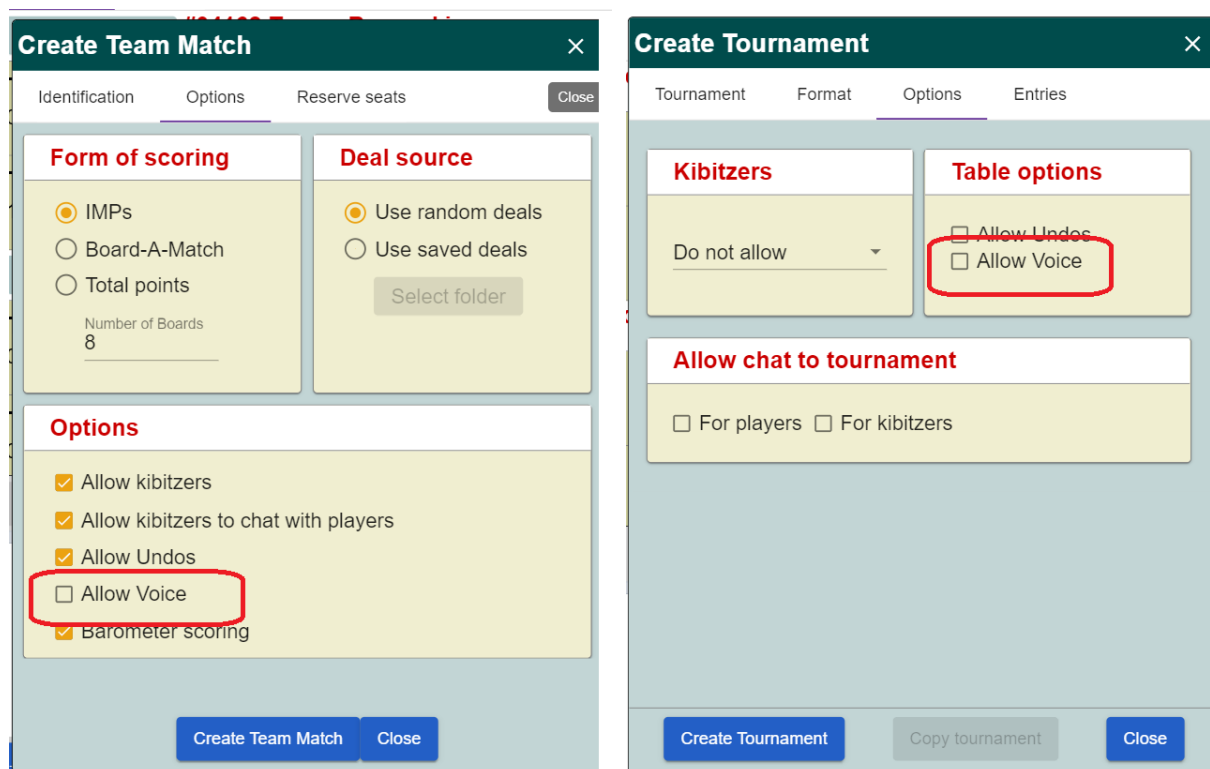 Create Team Match
Identification Options Reserve seats Close
Form of scoring
IMPs
Board-A-Match
Total points
Number of Boards
8
Deal source
Use random deals
Use saved deals
Select folder
Options
Allow kibitzers
Allow kibitzers to chat with players
Allow Undos
Allow Voice
Barometer scoring
Create Team Match Close
Create Tournament
Tournament Format Options Entries
Kibitzers
Do not allow
Table options
Allow Undos
Allow Voice
Allow chat to tournament
For players For kibitzers
Create Tournament Copy tournament Close